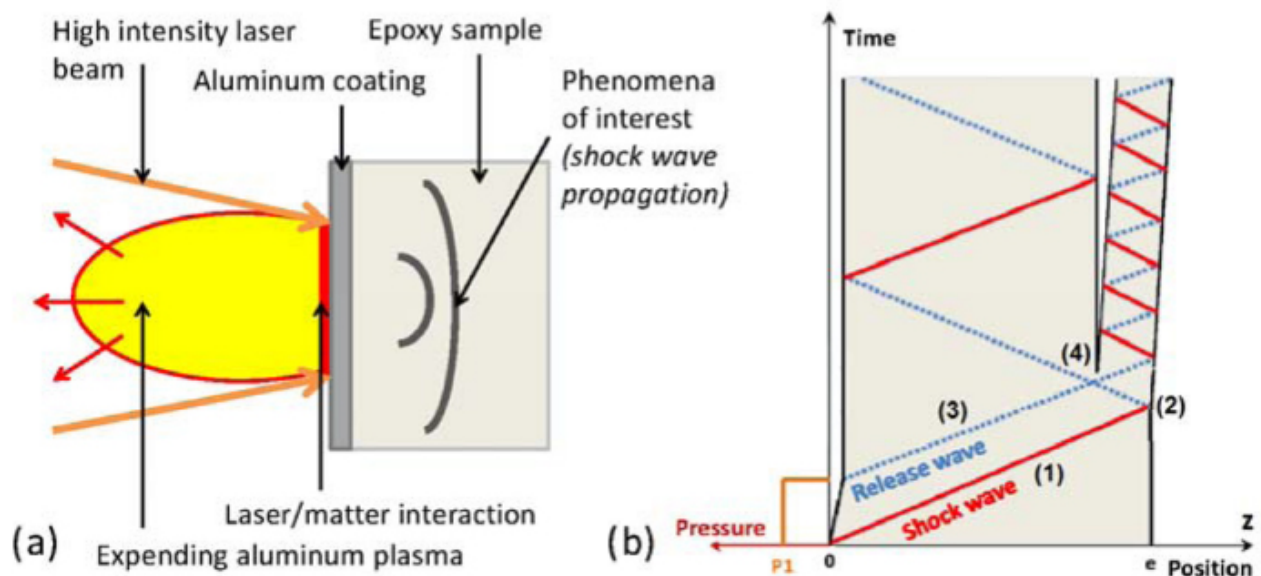 High intensity laser
beam
Epoxy sample
Aluminum coating
Phenomena
of interest
(shock wave
propagation)
Laser/matter interaction
(a)
Expending aluminum plasma
Time
(4)
(3)
(2)
Release wave
(1)
Shock wave
Pressure
Z
(b)
P1
0
e
Position